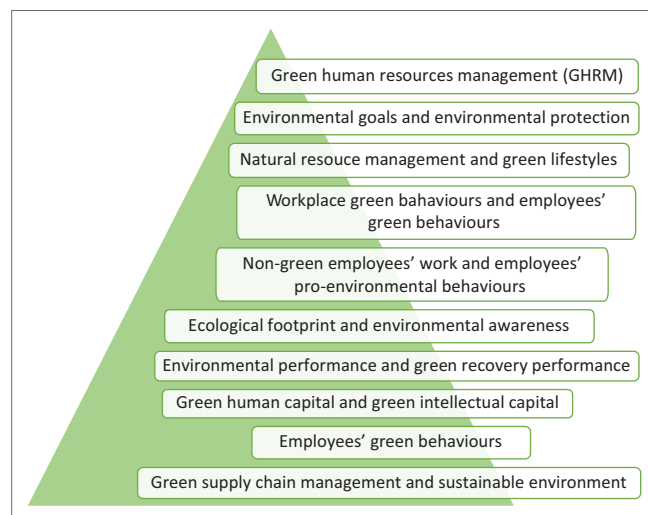 Green human resources management (GHRM)
Environmental goals and environmental protection
Natural resouce management and green lifestyles
Workplace green bahaviours and employees'
green behaviours
Non-green employees' work and employees'
pro-environmental behaviours
Ecological footprint and environmental awareness
Environmental performance and green recovery performance
Green human capital and green intellectual capital
Employees' green behaviours
Green supply chain management and sustainable environment